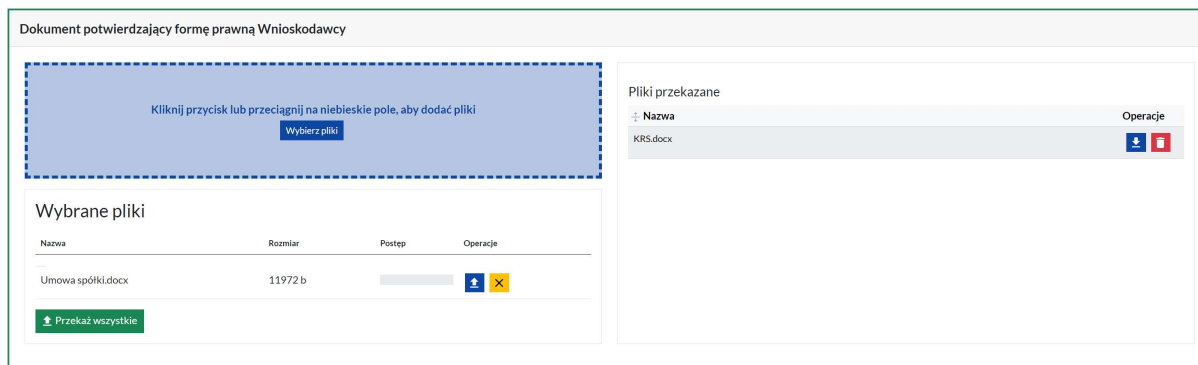 Dokument potwierdzający formę prawną Wnioskodawcy
Kliknij przycisk lub przeciągnij na niebieskie pole, aby dodać pliki
Wybierz pliki
Wybrane pliki
Nazwa Rozmiar Postęp Operacje
Umowa spółki.docx 11972 b
Przekaż wszystkie
Pliki przekazane
Nazwa Operacje
KRS.docx